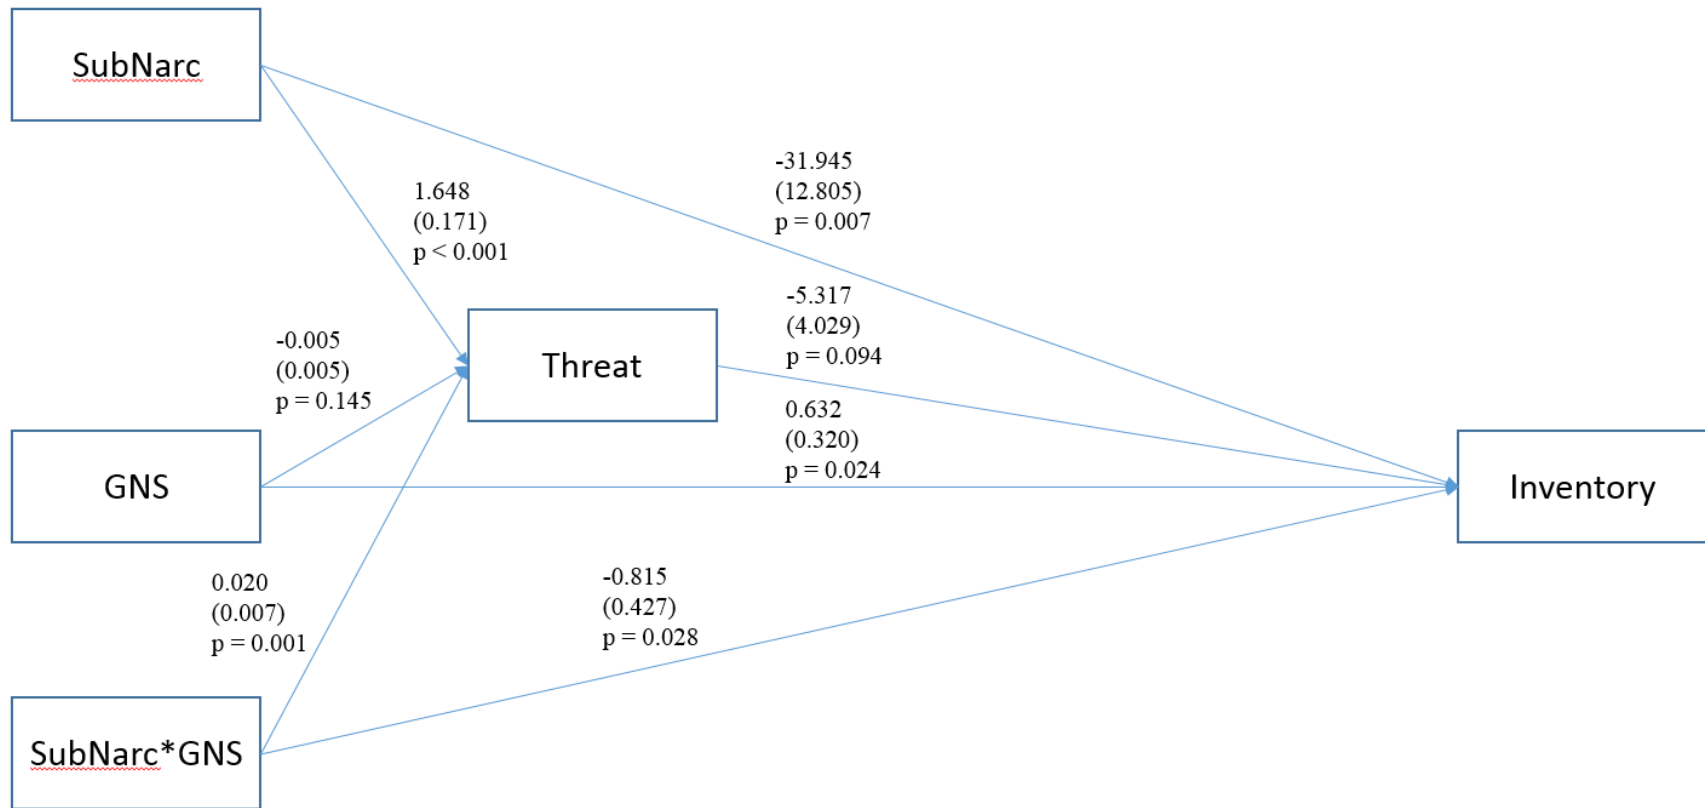 SubNarc
-31.945
(12.805)
p = 0.007
1.648
(0.171)
p < 0.001
-5.317
(4.029)
p = 0.094
-0.005
(0.005)
p = 0.145
Threat
0.632
(0.320)
p = 0.024
GNS
Inventory
0.020
(0.007)
p = 0.001
-0.815
(0.427)
p = 0.028
SubNarc*GNS